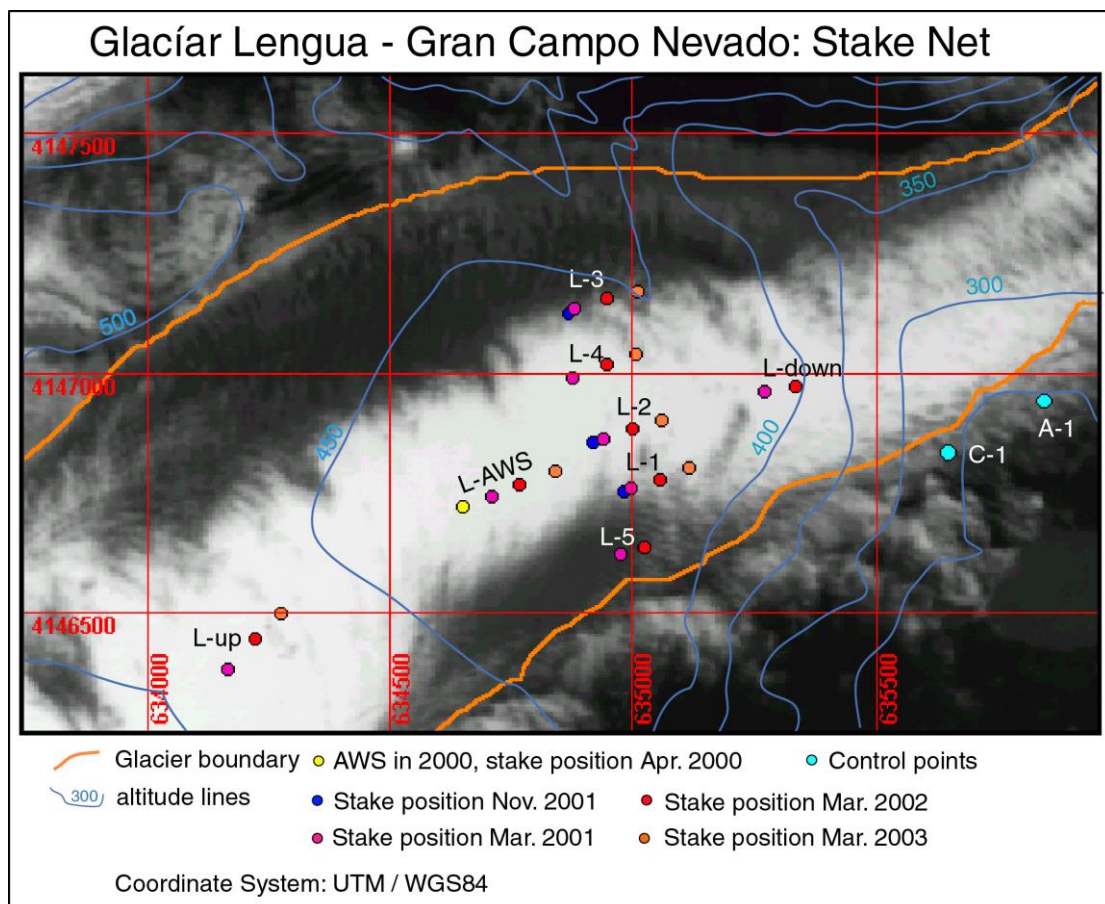 Glacíar Lengua - Gran Campo Nevado: Stake Net
4147500
350
L-3
300
500
L-4
4147000
L-down
L-2
A-1
450
400
C-1
L-AWS
L-1
L-5
4146500
L-up
634000
634500
635000
635500
Glacier boundary
AWS in 2000, stake position Apr. 2000
Control points
300
altitude lines
Stake position Nov. 2001
Stake position Mar. 2002
Stake position Mar. 2001
Stake position Mar. 2003
Coordinate System: UTM / WGS84